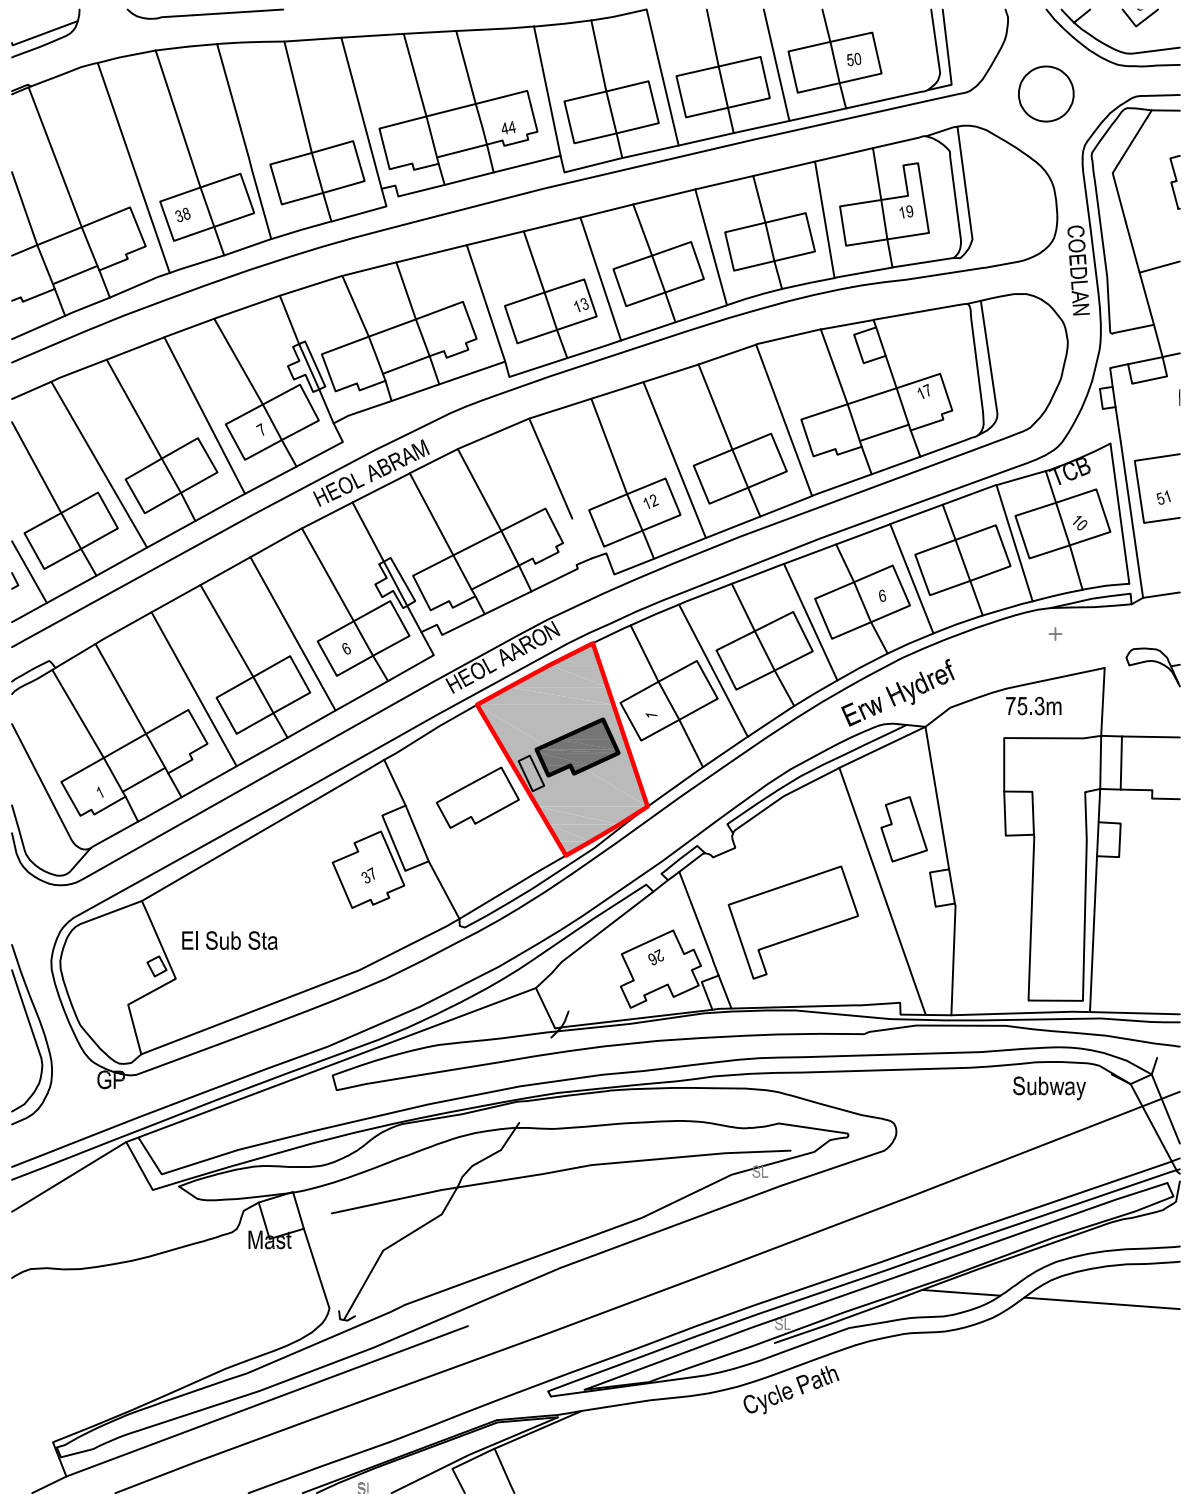 50
44
38
19
COEDLAN
13
7
17
HEOL ABRAM
TCB
12
51
10
6
6
HEOL AARON
Erw Hydref
75.3m
1
1
37
El Sub Sta
26
GP
Subway
SL
Mast
SL
Cycle Path
SL